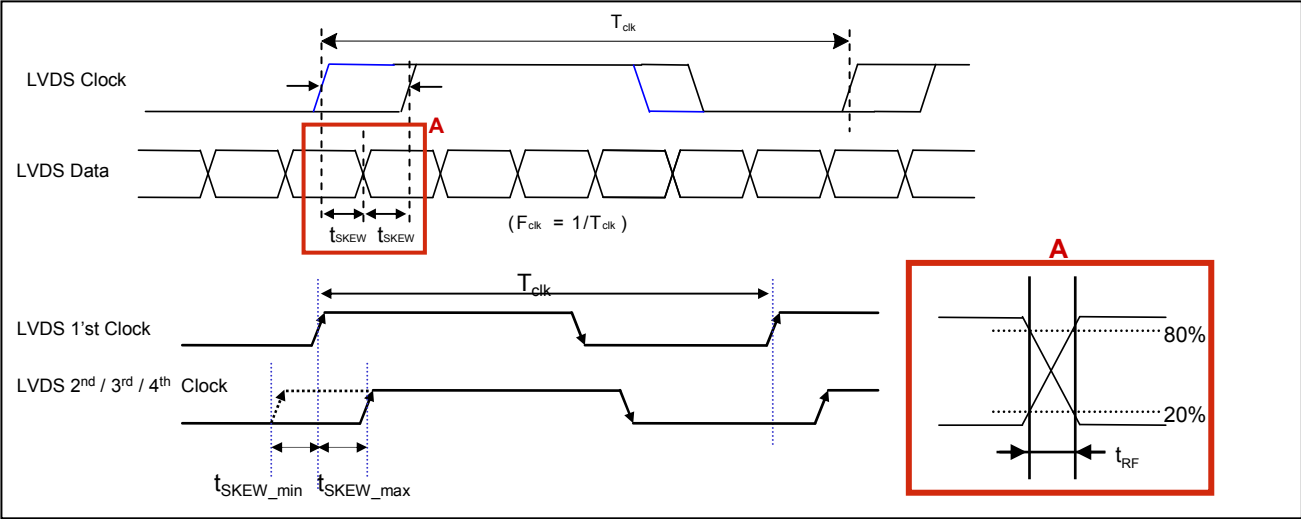 Tclk
LVDS Clock
A
LVDS Data
tSKEW tSKEW
(Fclk = 1/Tclk )
A
Tclk
LVDS 1'st Clock
80%
LVDS 2nd / 3rd / 4th Clock
20%
tRF
tSKEW_min tSKEW_max